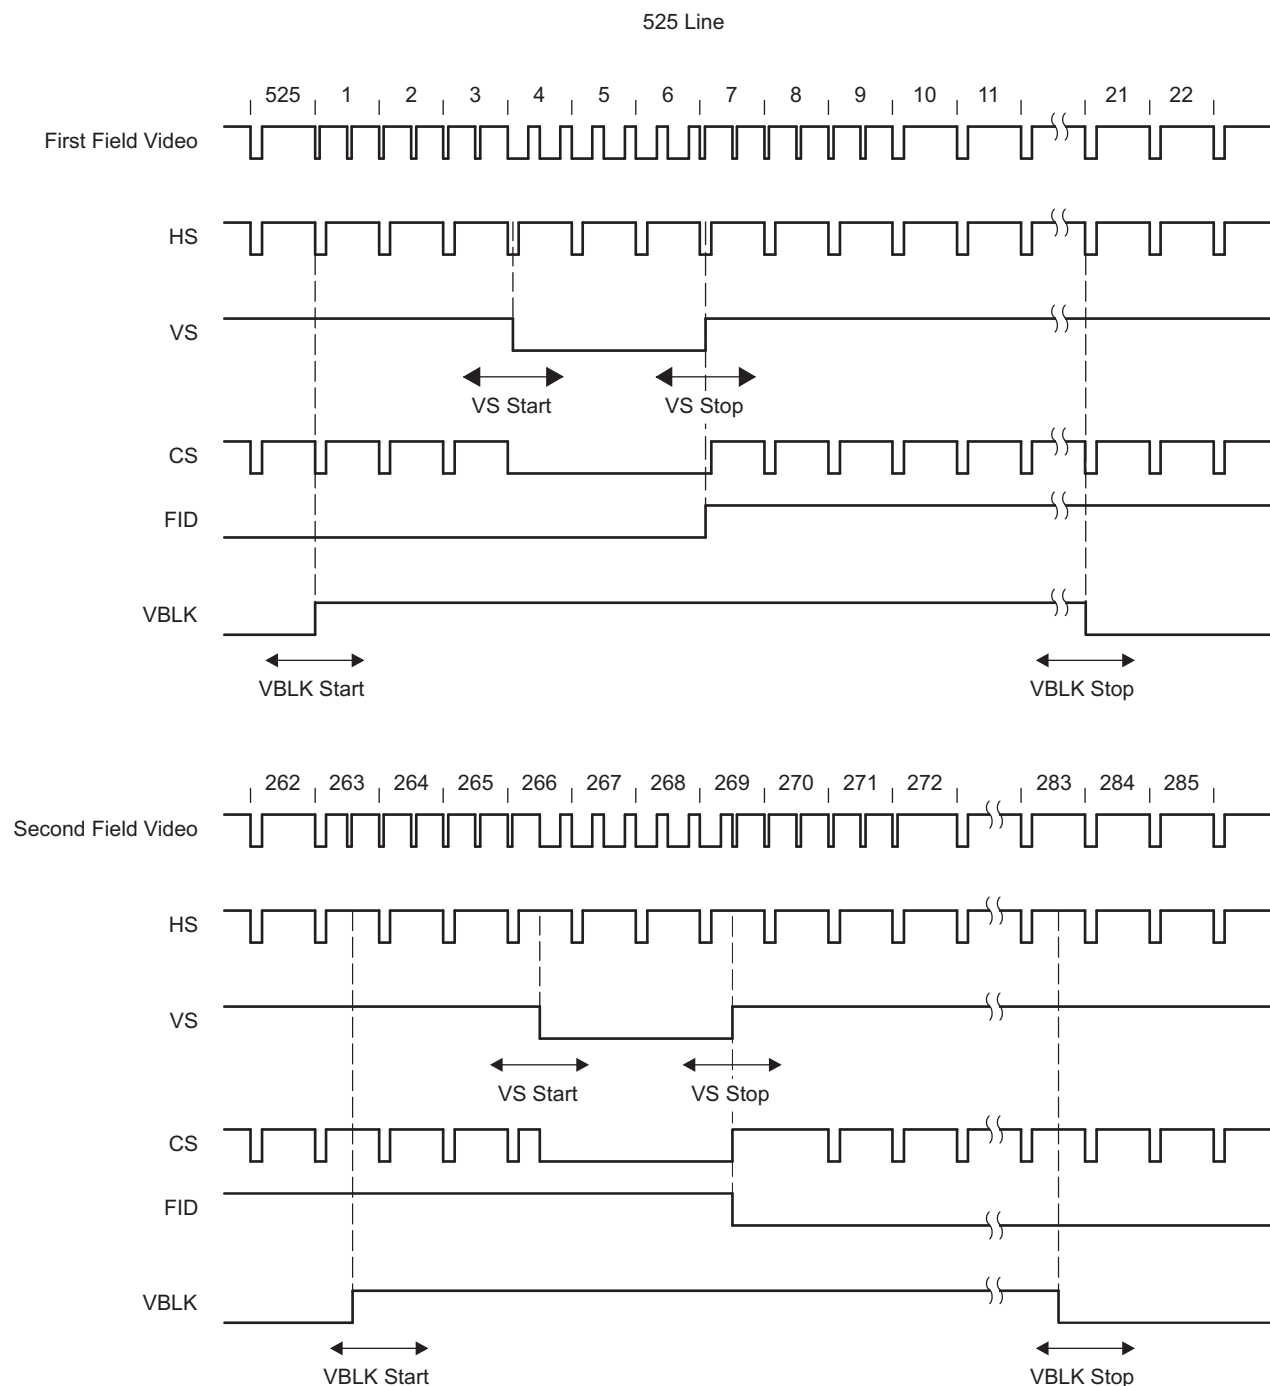 525 Line
525 1 2 3 4 5 6 7 8 9 10 11 21 22
First Field Video
HS
VS
VS Start VS Stop
CS
FID
VBLK
VBLK Start VBLK Stop
262 263 264 265 266 267 268 269 270 271 272 283 284 285
Second Field Video
HS
VS
VS Start VS Stop
CS
FID
VBLK
VBLK Start VBLK Stop